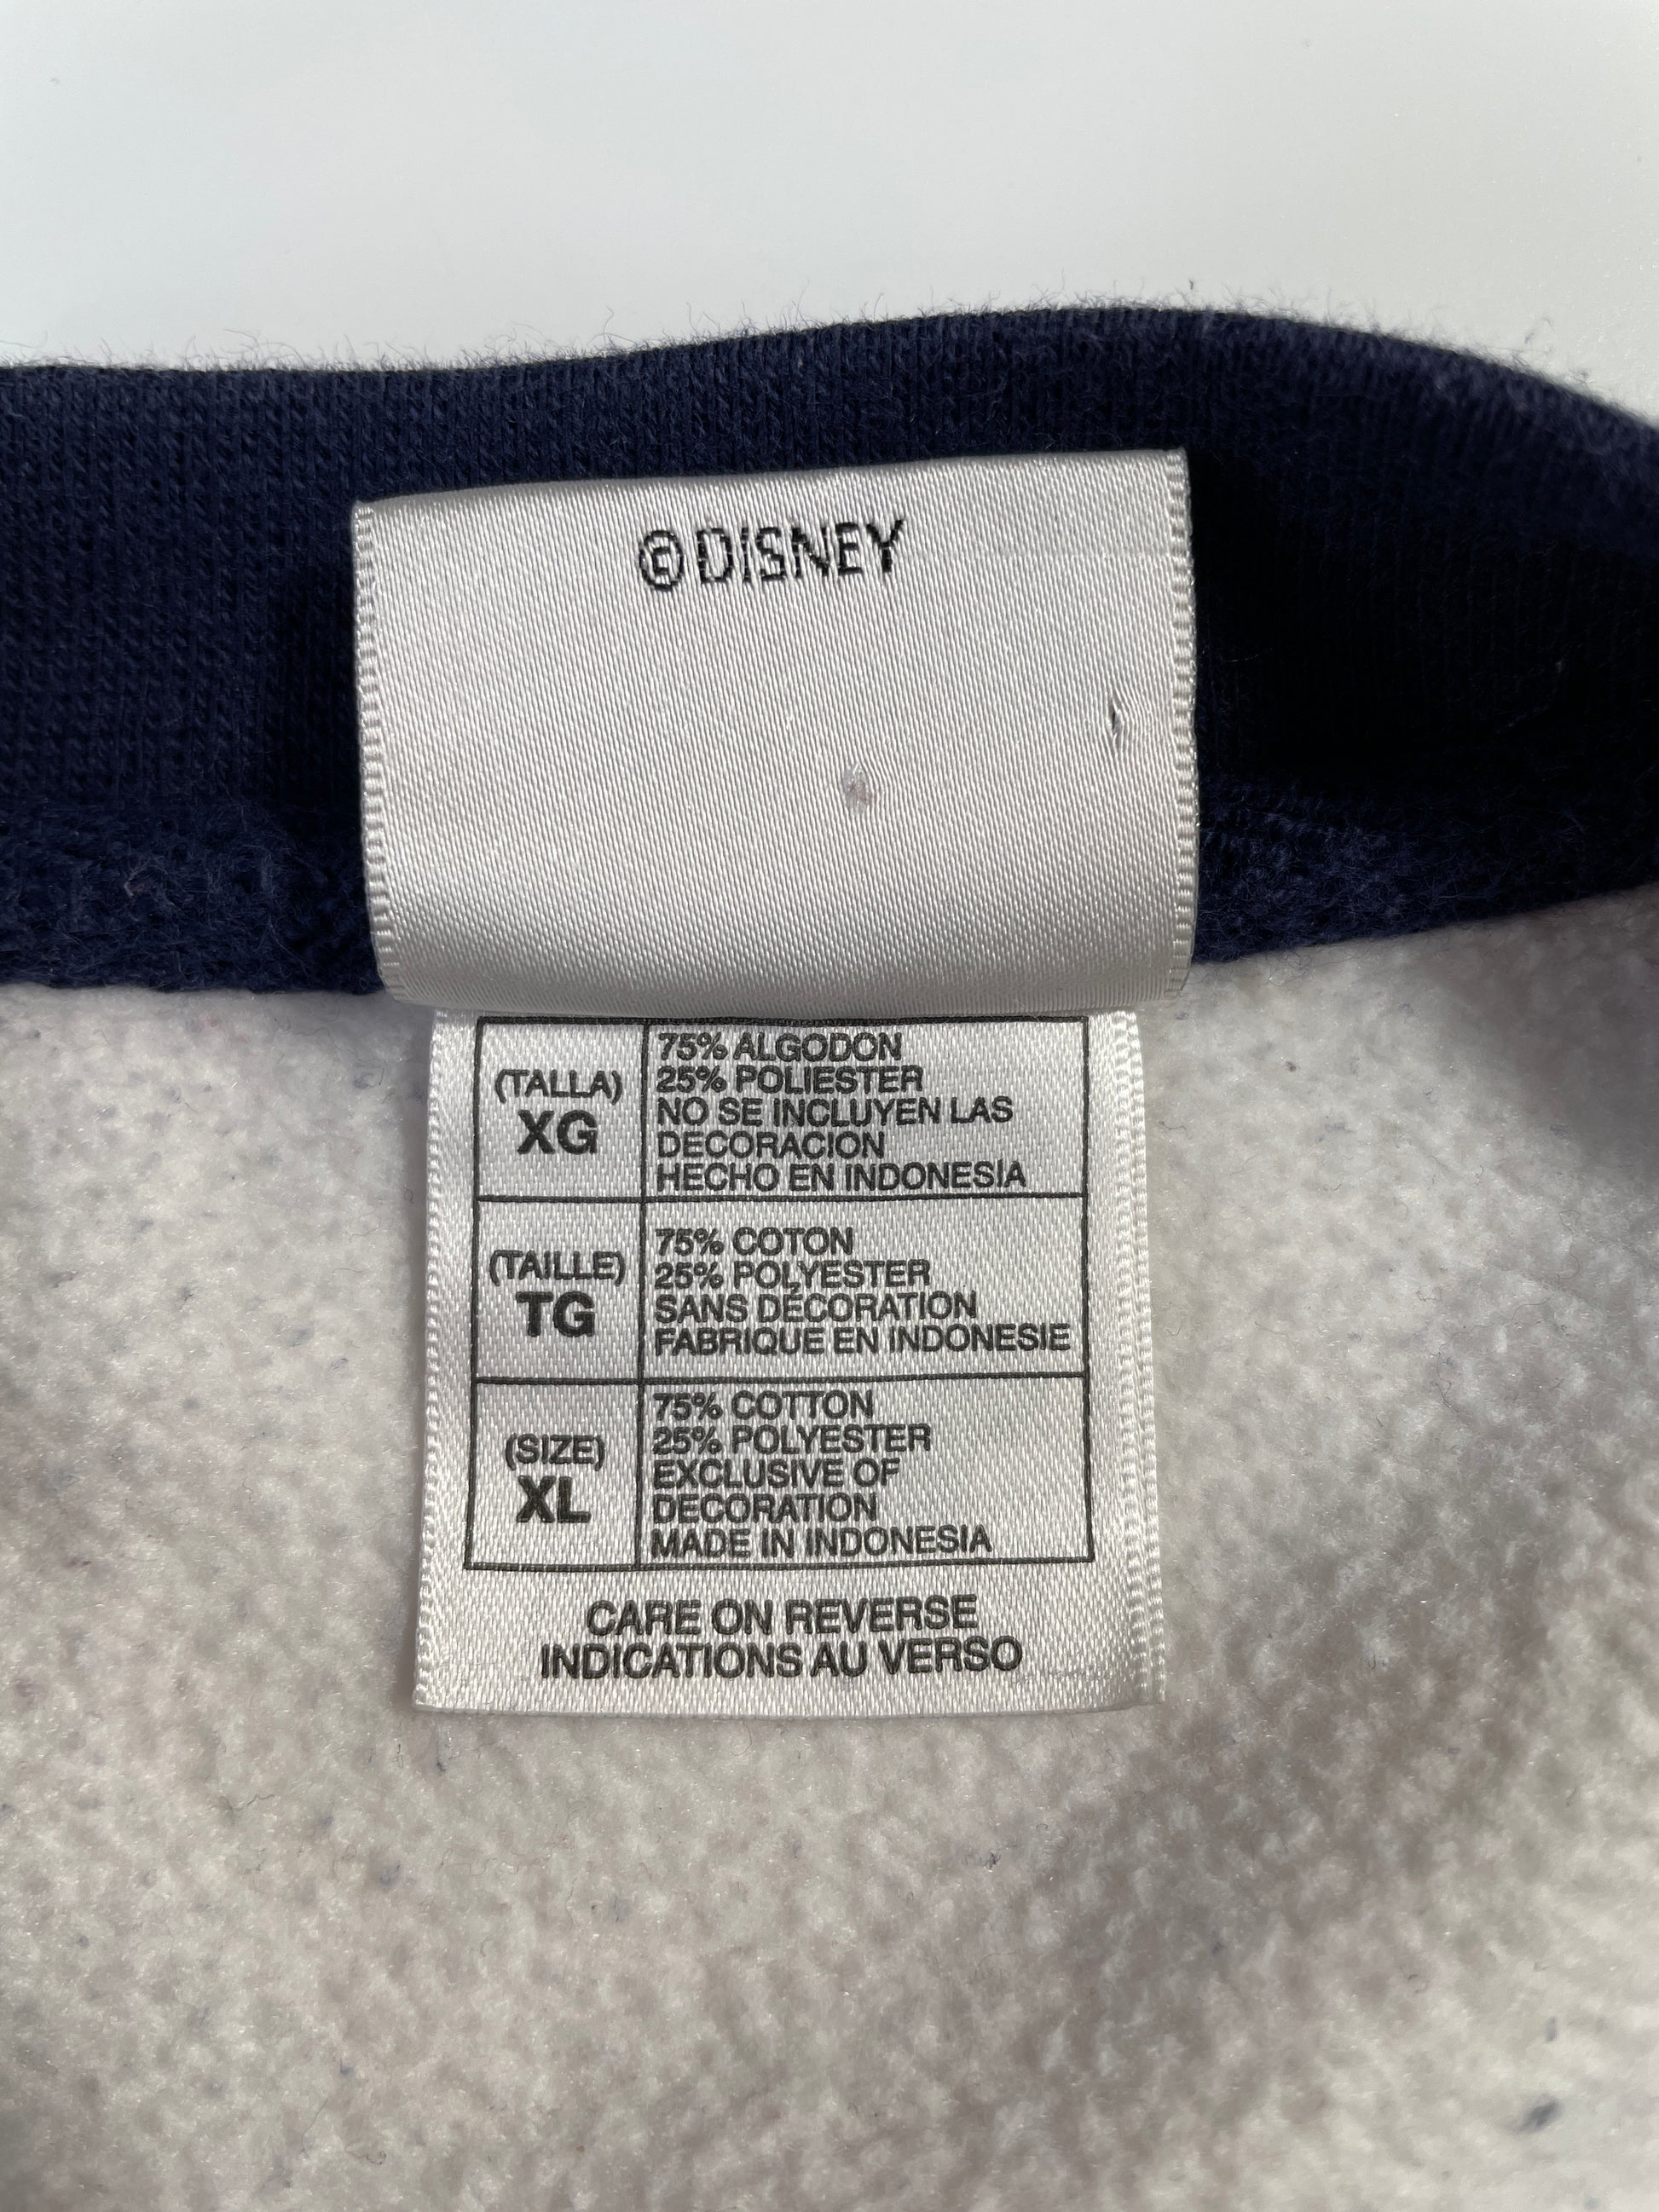 ©DISNEY
(TALLA)
XG
75% ALGODON
25% POLIESTER
NO SE INCLUYEN LAS
DECORACION
HECHO EN INDONESIA
(TAILLE)
TG
75% COTON
25% POLYESTER
SANS DÉCORATION
FABRIQUE EN INDONESIE
(SIZE)
XL
75% COTTON
25% POLYESTER
EXCLUSIVE OF
DECORATION
MADE IN INDONESIA
CARE ON REVERSE
INDICATIONS AU VERSO